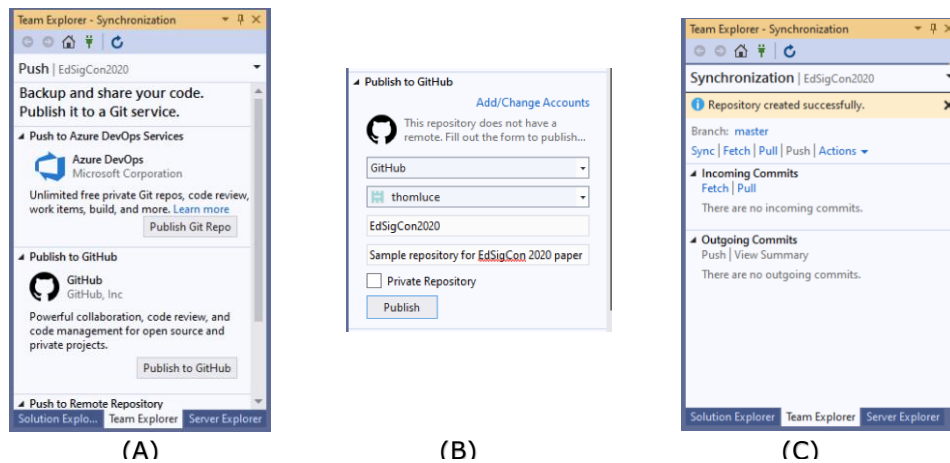 Team Explorer - Synchronization
Push | EdSigCon2020
Backup and share your code.
Publish it to a Git service.
Push to Azure DevOps Services
Azure DevOps
Microsoft Corporation
Unlimited free private Git repos, code review,
work items, build, and more. Learn more
Publish Git Repo
Publish to GitHub
GitHub
GitHub, Inc
Powerful collaboration, code review, and
code management for open source and
private projects.
Publish to GitHub
Push to Remote Repository
Solution Explo... Team Explorer Server Explorer
(A)
Publish to GitHub
Add/Change Accounts
This repository does not have a
remote. Fill out the form to publish...
GitHub
thomluce
EdSigCon2020
Sample repository for EdSigCon 2020 paper
Private Repository
Publish
(B)
Team Explorer - Synchronization
Synchronization | EdSigCon2020
Repository created successfully.
Branch: master
Sync | Fetch | Pull | Push | Actions
Incoming Commits
Fetch | Pull
There are no incoming commits.
Outgoing Commits
Push | View Summary
There are no outgoing commits.
Solution Explorer Team Explorer Server Explorer
(C)